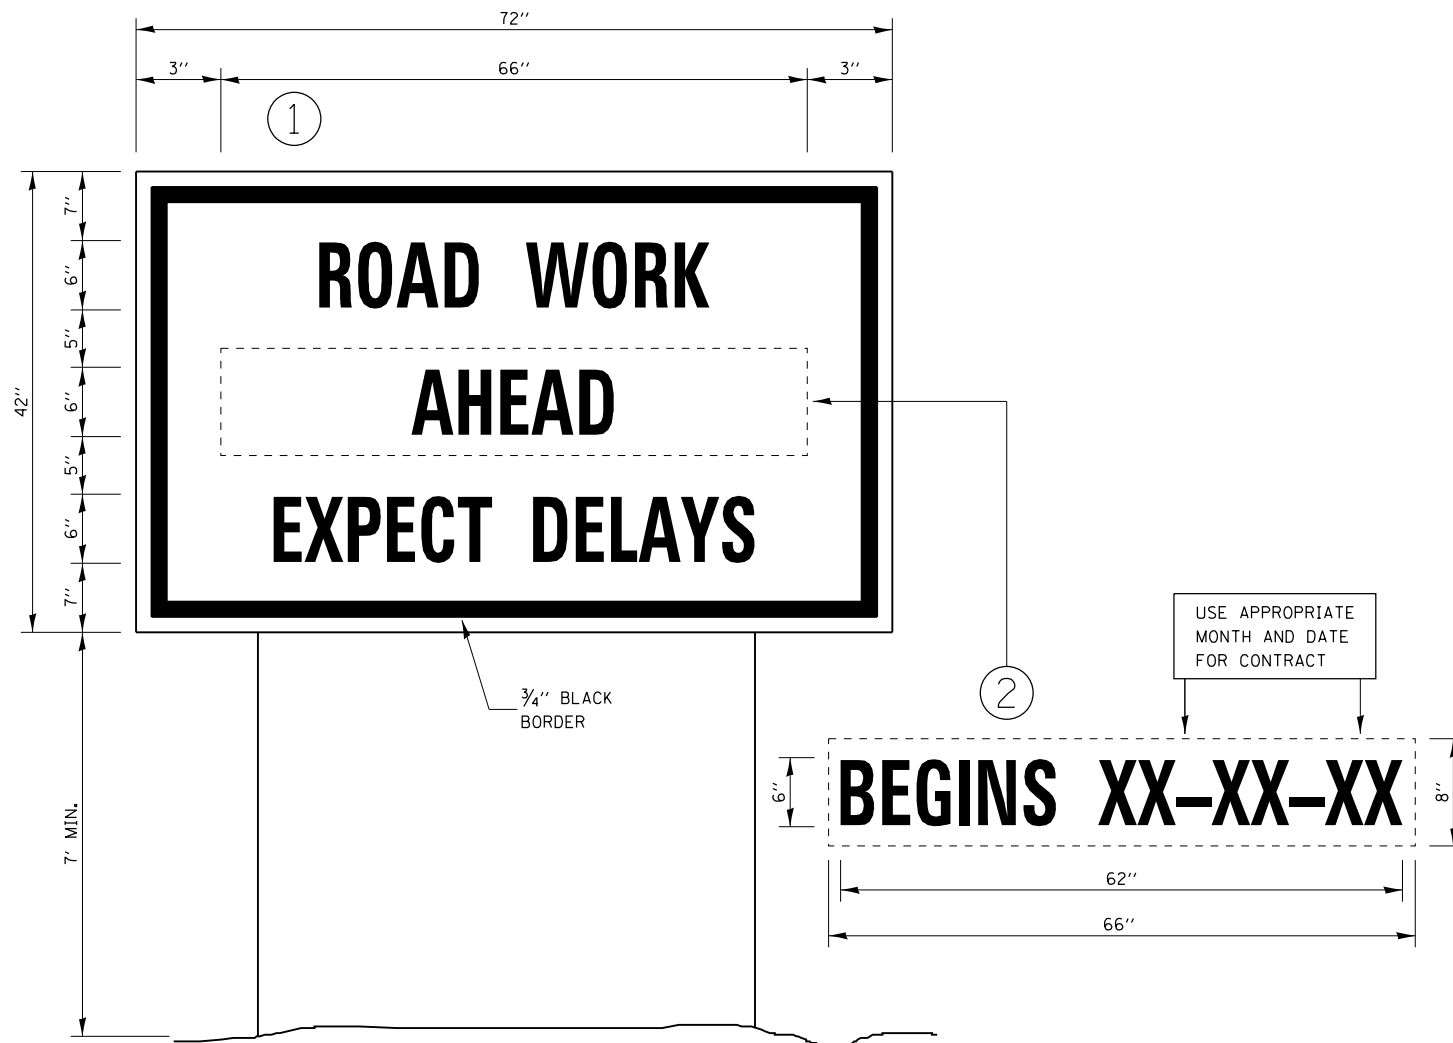 72''
3'' 66'' 3''
1
7''
ROAD WORK
6''
5''
42''
6''
AHEAD
5''
6''
EXPECT DELAYS
7''
USE APPROPRIATE
MONTH AND DATE
FOR CONTRACT
2
3/4'' BLACK
BORDER
7' MIN.
6''
BEGINS XX-XX-XX
8''
62''
66''